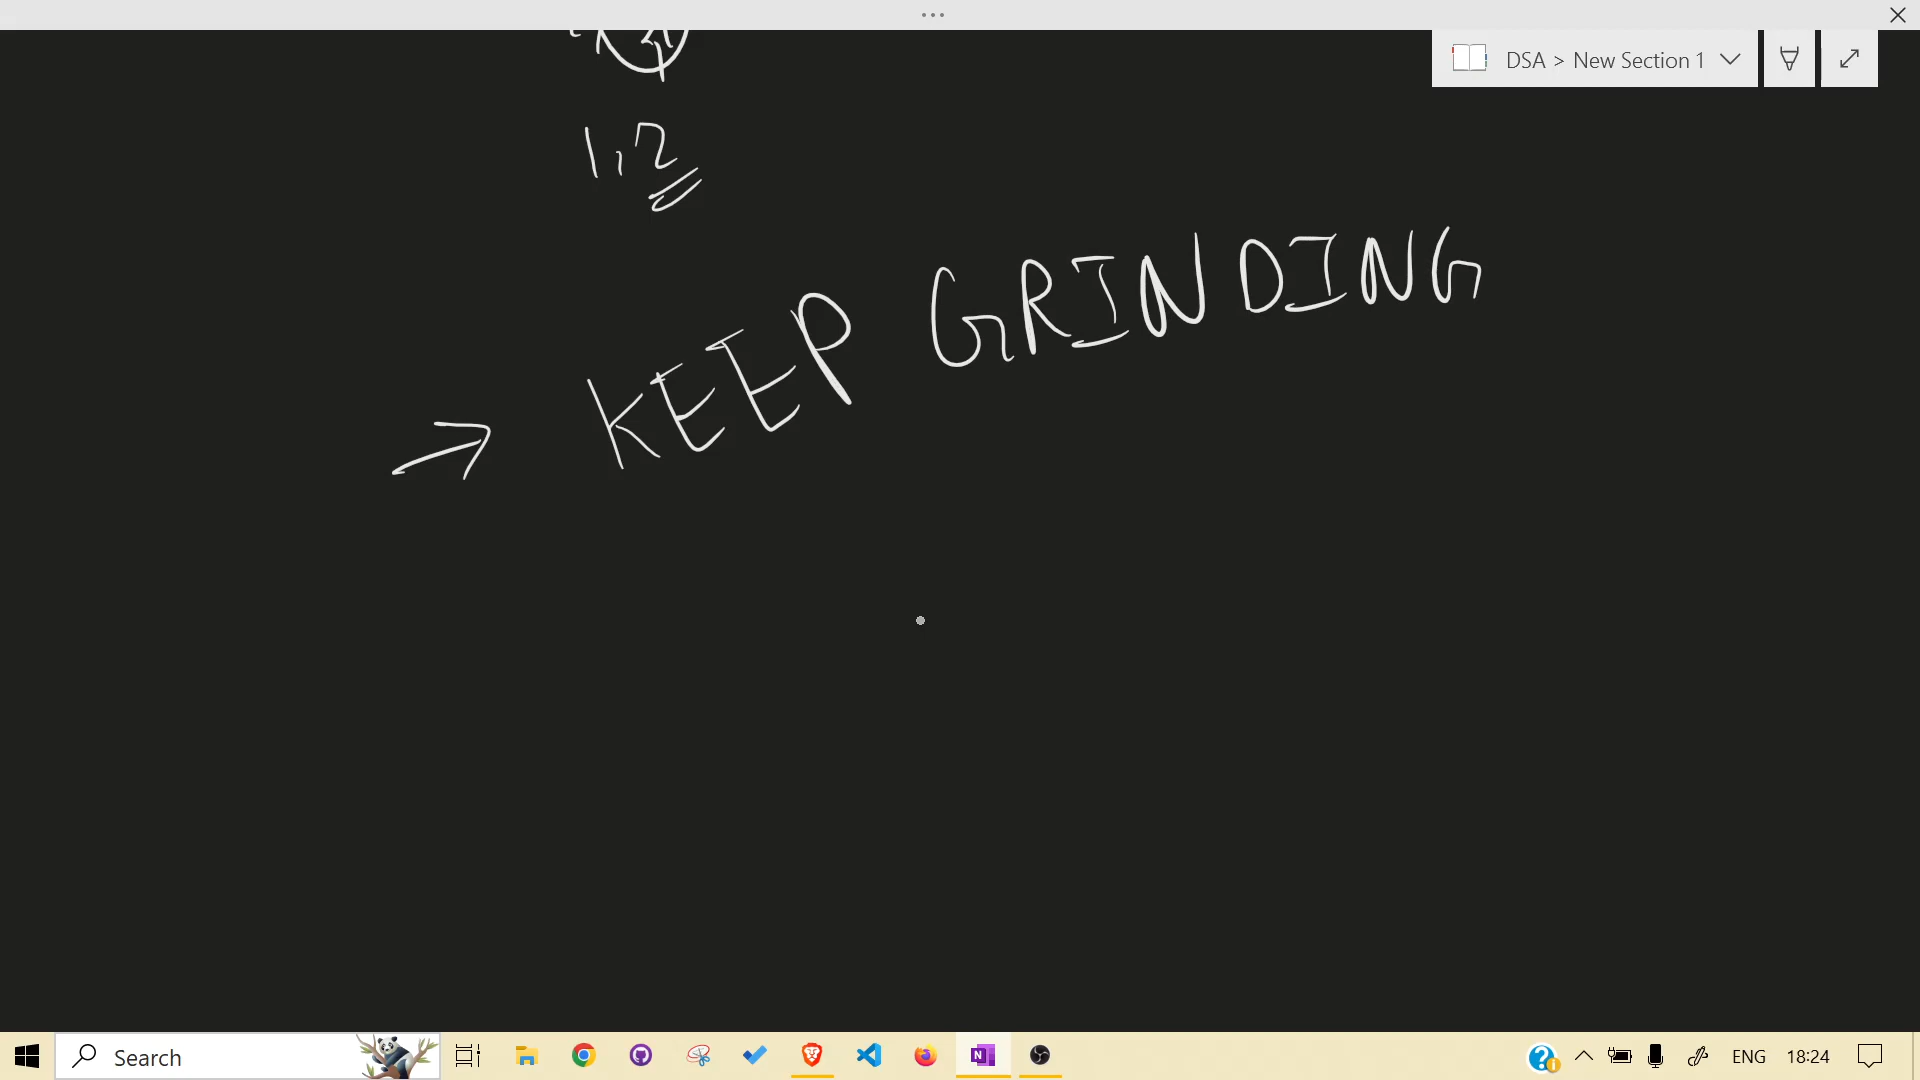 DSA > New Section 1
1,2
→ KEEP GRINDING
Search
ENG 18:24